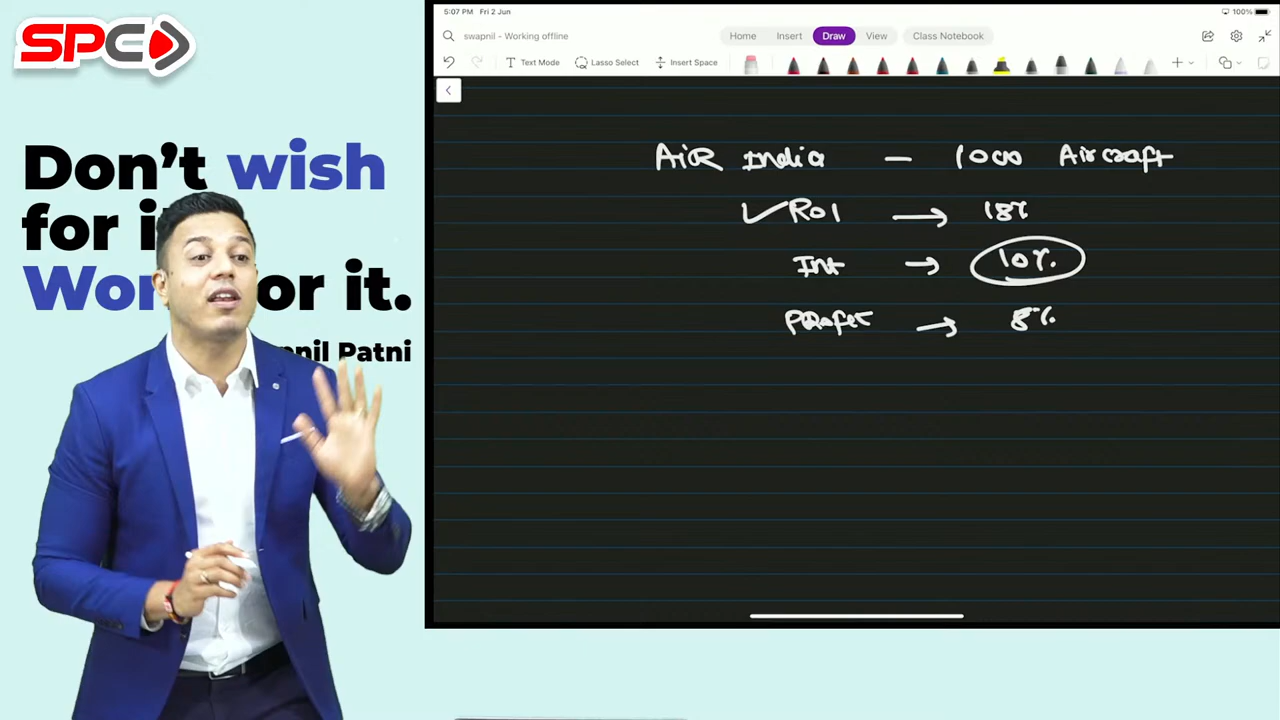 SPC
Don't wish
for i
Wor or it.
nnil Patni
5:07 PM Fri 2 Jun
100%
swapnil - Working offline
Home Insert Draw View Class Notebook
Text Mode Lasso Select Insert Space
AiR India - 1000 Aircraft
✓ ROI → 18%
Int → 10%
Profit → 8%